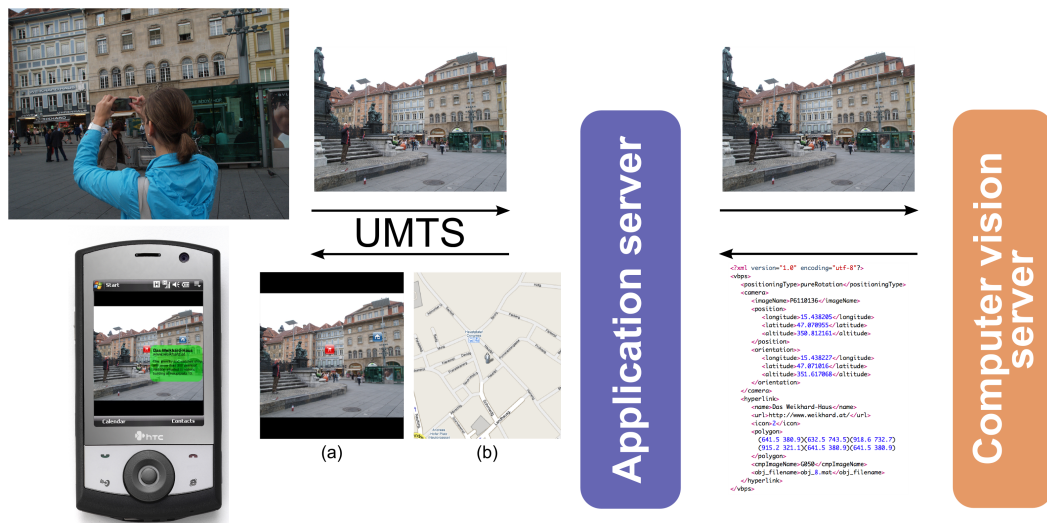 UMTS
Start
Das Weikhard-Haus
Calendar
Contacts
htc
(a)
(b)
Application server
<?xml version="1.0" encoding="utf-8"?>
<vbps>
<positioningType>pureRotation</positioningType>
<camera>
<imageName>P6110136</imageName>
<position>
<longitude>15.438205</longitude>
<latitude>47.070955</latitude>
<altitude>350.812161</altitude>
</position>
<orientation>
<longitude>15.438227</longitude>
<latitude>47.071016</latitude>
<altitude>351.617068</altitude>
</orientation>
</camera>
<hyperlink>
<name>Das Weikhard-Haus</name>
<url>http://www.weikhard.at/</url>
<icon>2</icon>
<polygon>
(641.5 380.9)(632.5 743.5)(918.6 732.7)
(915.2 321.1)(641.5 380.9)(641.5 380.9)
</polygon>
<cmpImageName>G050</cmpImageName>
<obj_filename>obj_8.mat</obj_filename>
</hyperlink>
</vbps>
Computer vision
server